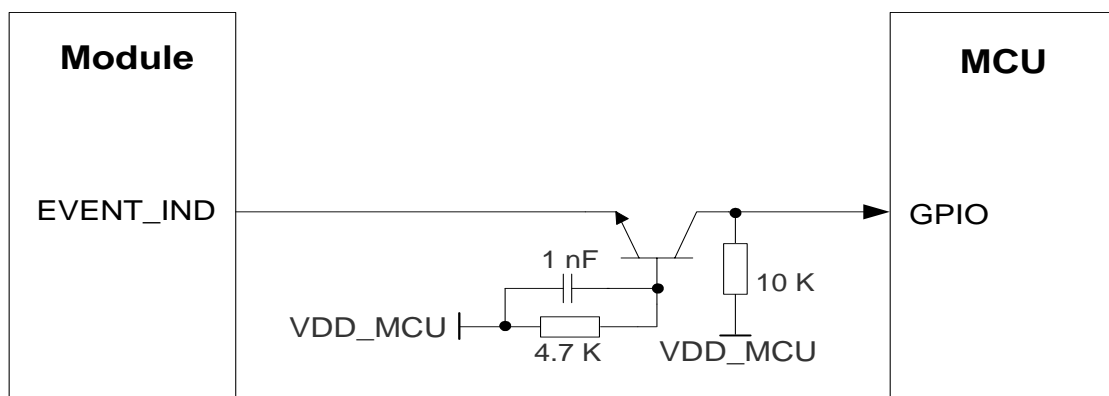 Module
MCU
EVENT_IND
GPIO
1 nF
10 K
VDD_MCU
4.7 K
VDD_MCU